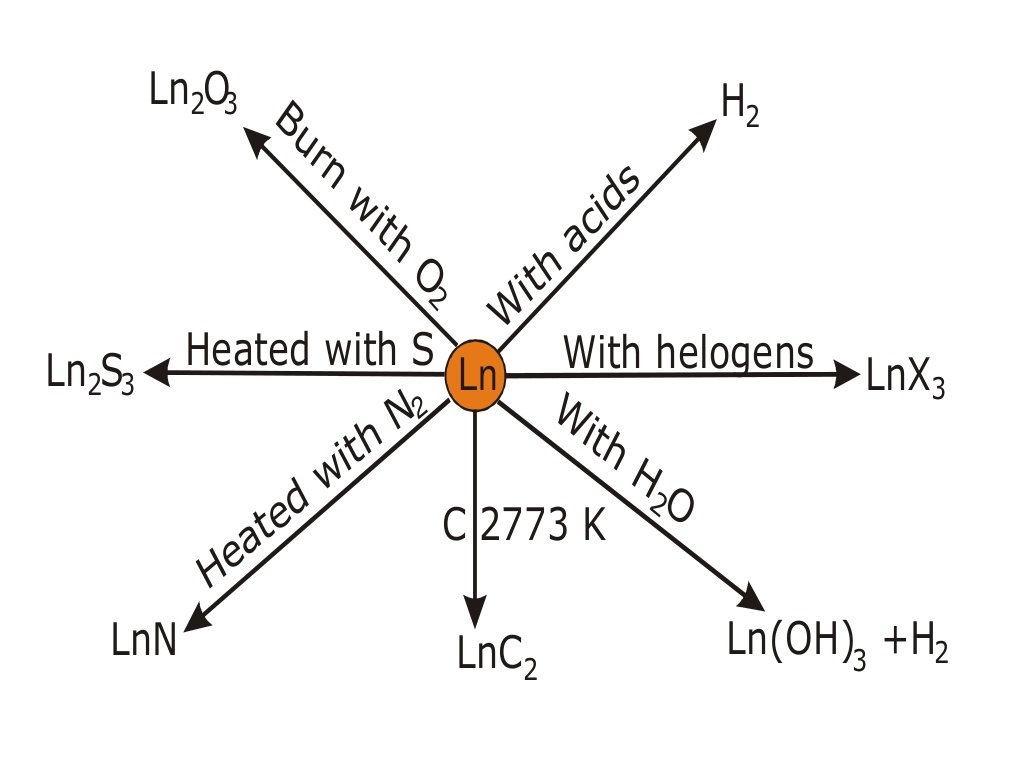 Ln₂O₃
Burn with O₂
With acids
H₂
Ln₂S₃
Heated with S
Ln
With helogens
LnX₃
Heated with N₂
With H₂O
C 2773 K
LnN
LnC₂
Ln(OH)₃ +H₂